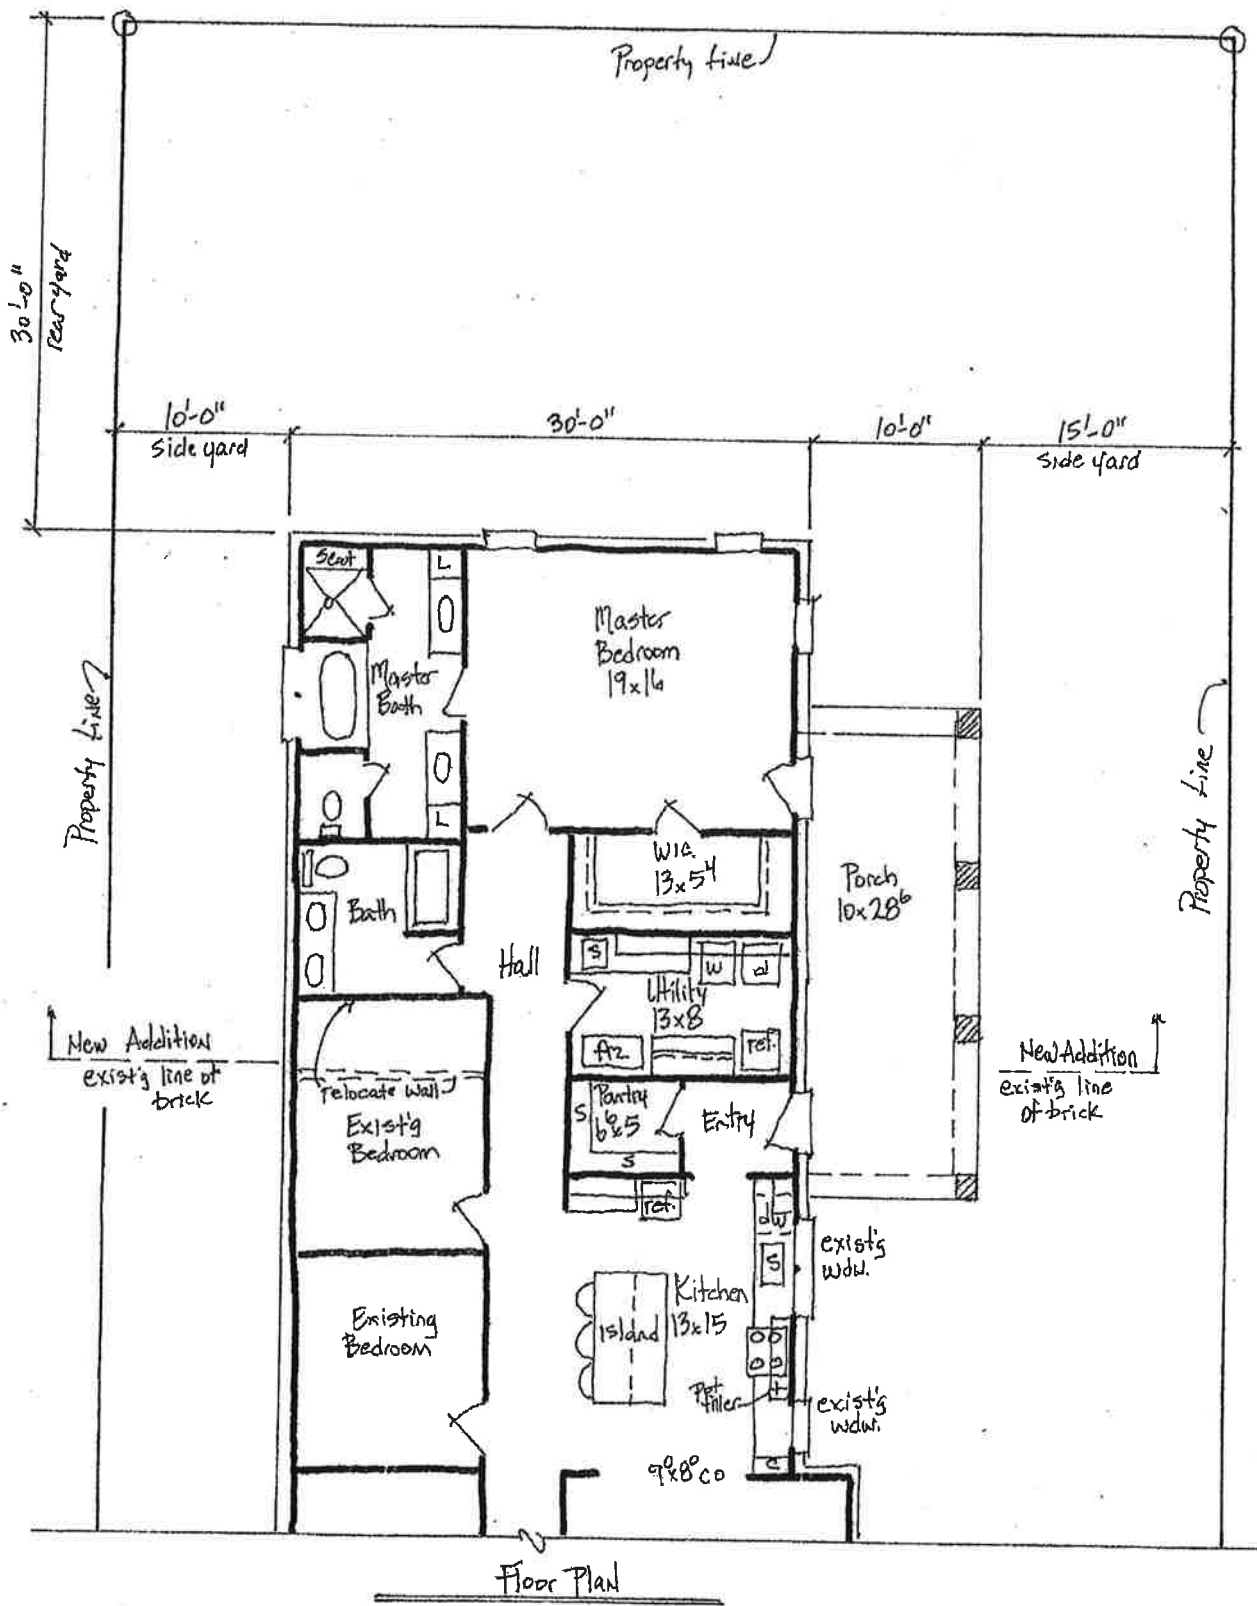 Property Line
30'-0"
rear yard
10'-0"
Side yard
30'-0"
10'-0"
15'-0"
Side yard
Seat
L
Master
Bedroom
19x16
Master
Bath
Property Line
Property Line
L
W.I.C.
13x5⁴
Porch
10x28⁶
Bath
Hall
S
W
d
Utility
13x8
Frz
ref.
New Addition
exist'g line of
brick
New Addition
exist'g line
of brick
relocate wall
Exist'g
Bedroom
Pantry
6⁶x5
S
S
Entry
ref.
dw
exist'g
wdw.
S
Kitchen
13x15
Island
Existing
Bedroom
Pot
filler
exist'g
wdw.
9⁰x8⁰ CO
Floor Plan